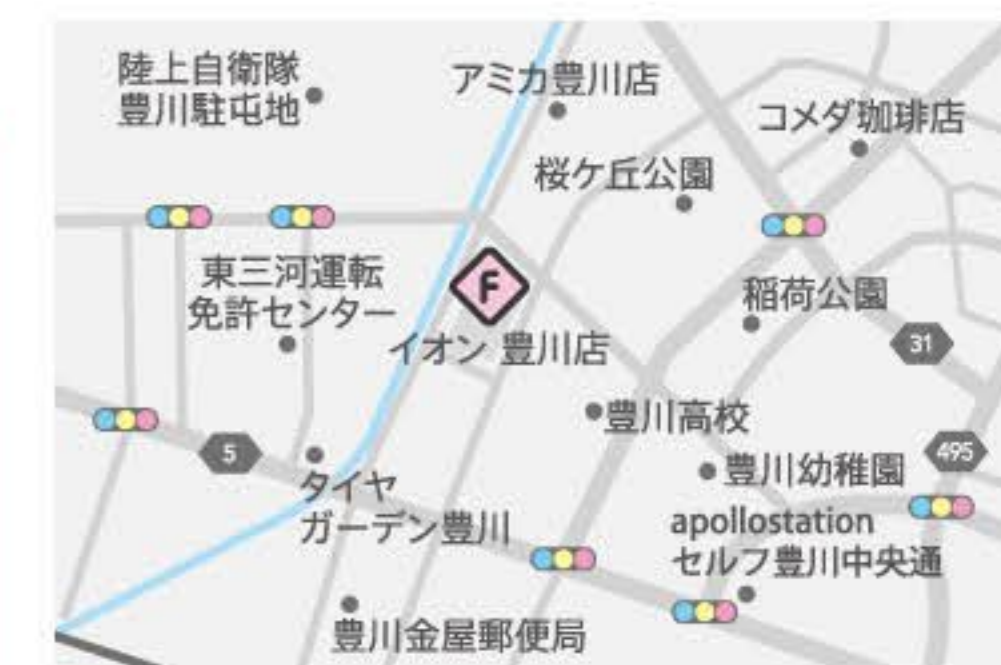 陸上自衛隊
豊川駐屯地
アミカ豊川店
コメダ珈琲店
桜ケ丘公園
東三河運転
免許センター
F
稲荷公園
イオン 豊川店
31
豊川高校
5
495
豊川幼稚園
タイヤ
ガーデン豊川
apollostation
セルフ豊川中央通
豊川金屋郵便局